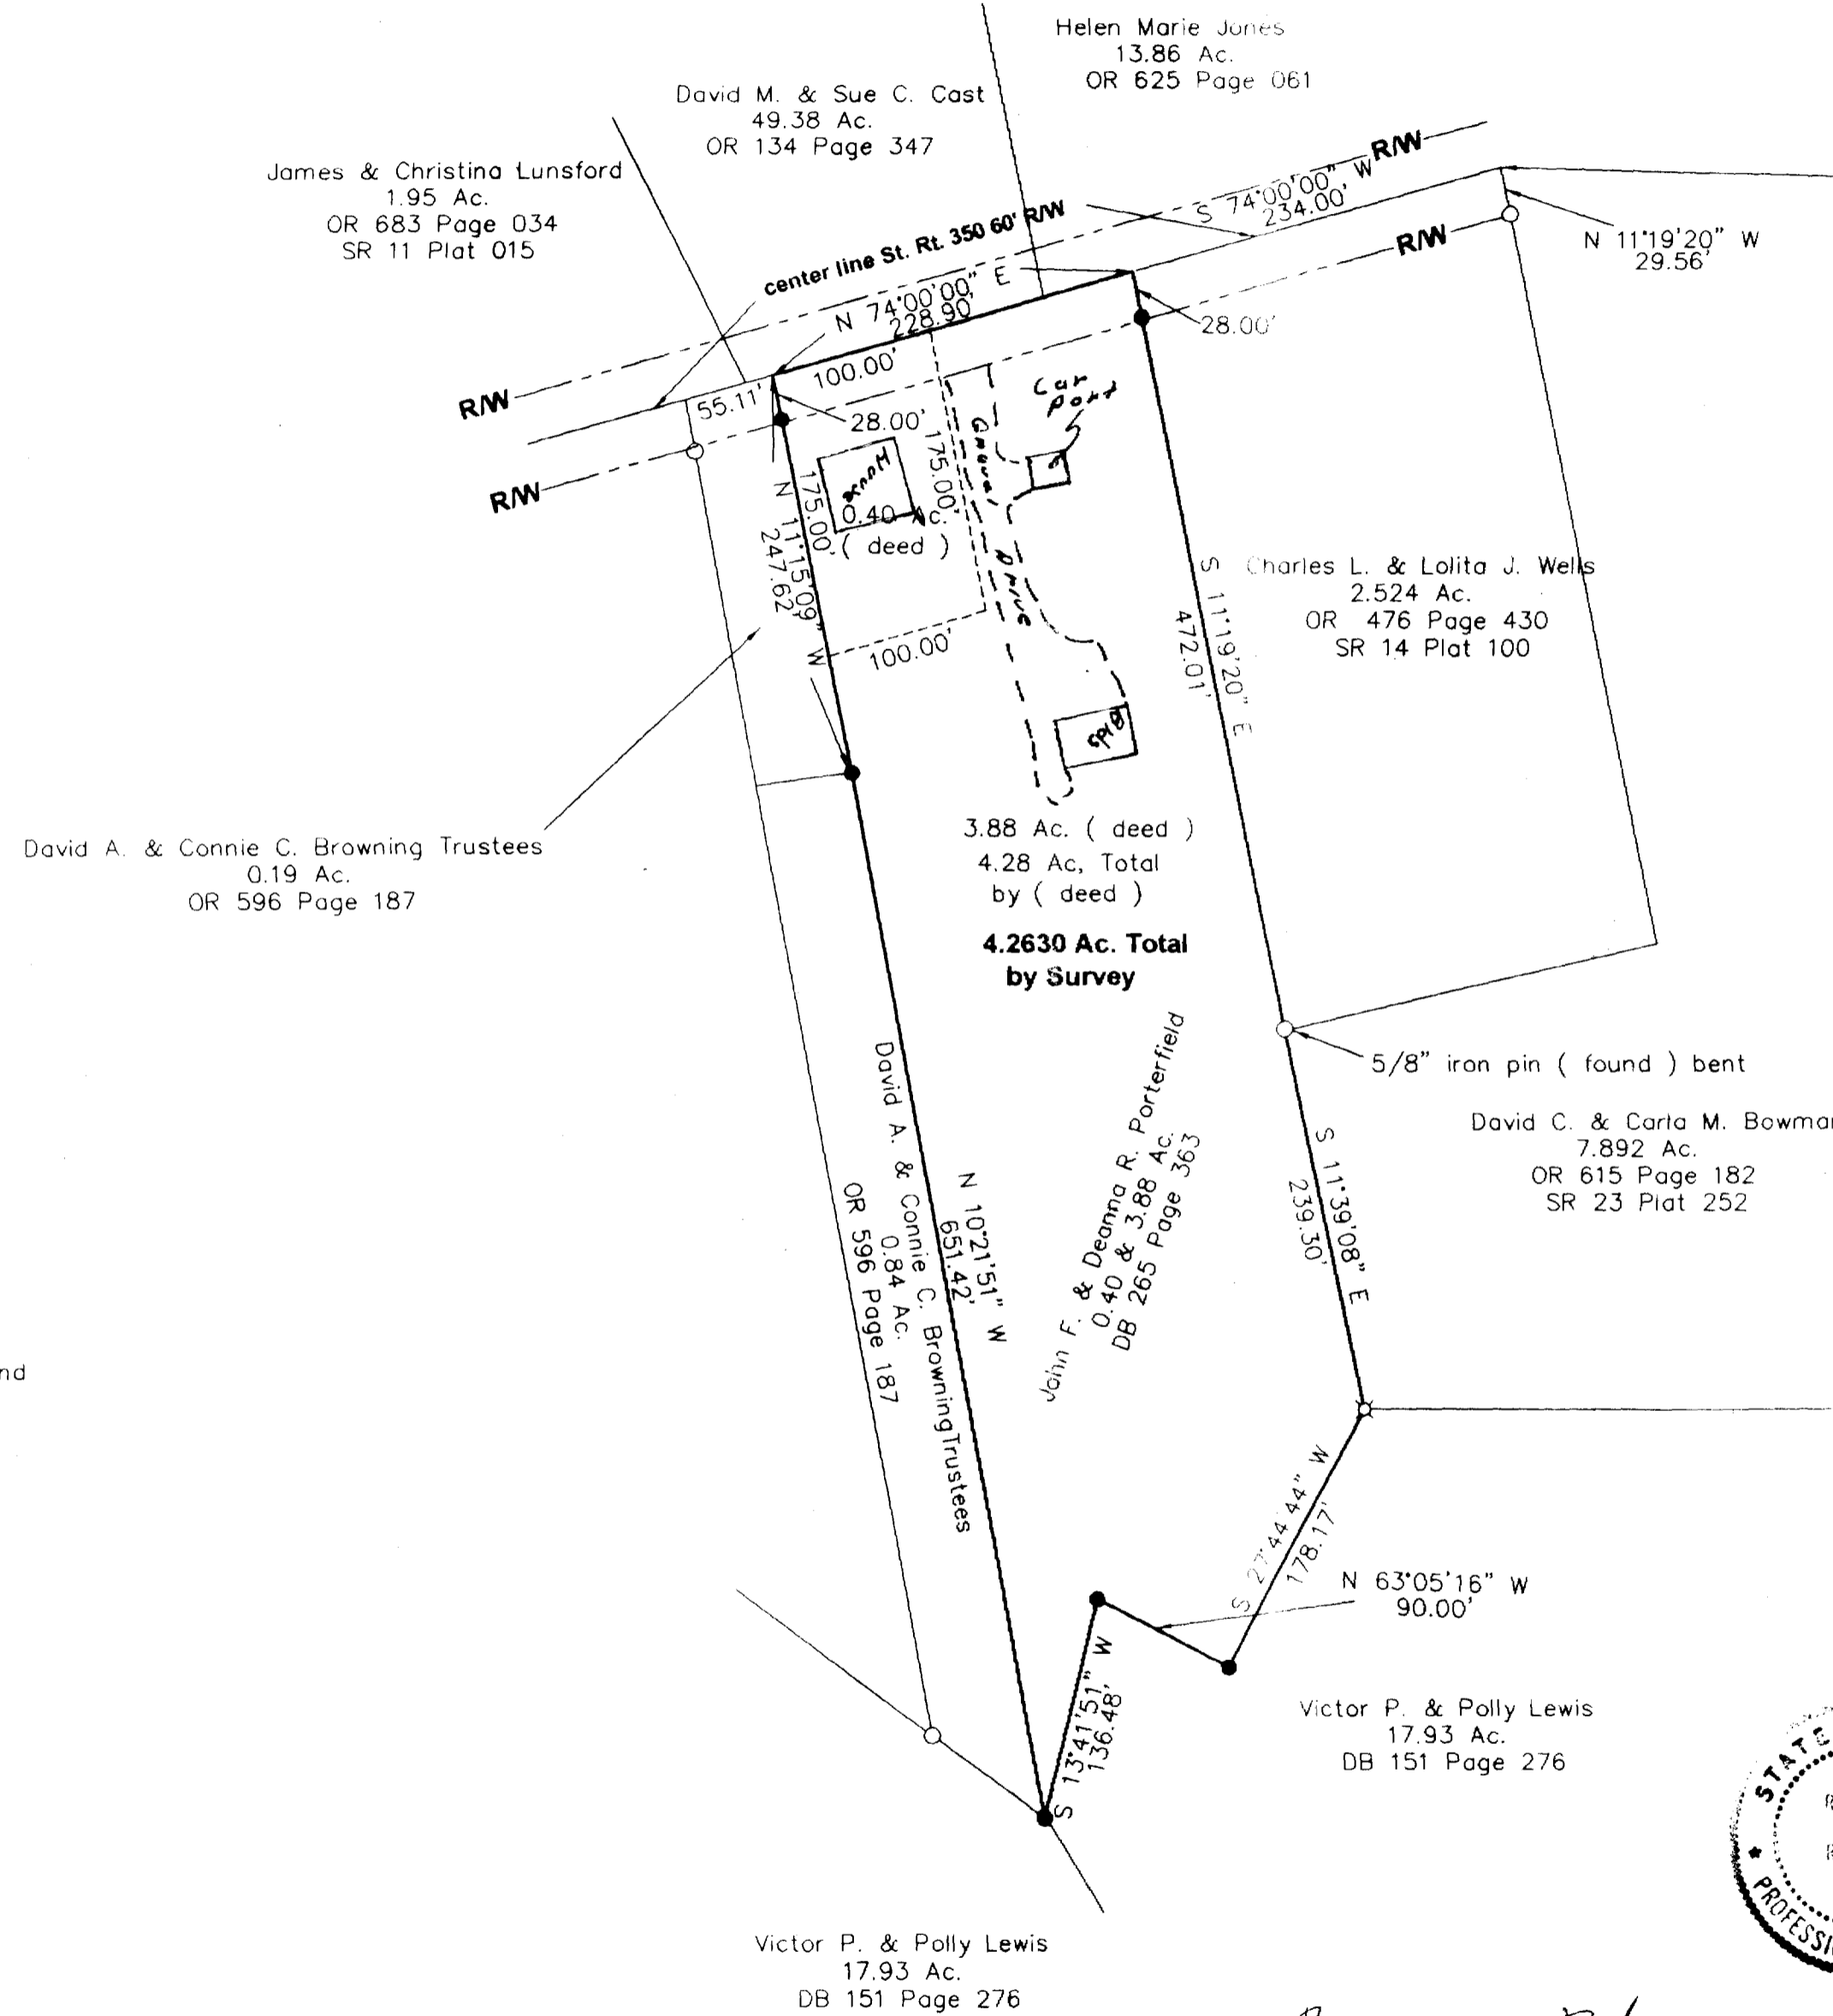 Helen Marie Jones
13.86 Ac.
OR 625 Page 061
David M. & Sue C. Cast
49.38 Ac.
OR 134 Page 347
James & Christina Lunsford
1.95 Ac.
OR 683 Page 034
SR 11 Plat 015
R/W
S 74°00'00" W
234.00'
center line St. Rt. 350 60' R/W
R/W
N 11°19'20" W
29.56'
N 74°00'00" E
228.90'
28.00'
R/W
55.11'
100.00'
28.00'
R/W
Car
port
House
175.00'
175.00'
Gravel Drive
0.40 Ac.
( deed )
N 11°15'09" W
247.62'
100.00'
S 11°19'20" E
472.01'
Charles L. & Lolita J. Wells
2.524 Ac.
OR 476 Page 430
SR 14 Plat 100
Bldg
3.88 Ac. ( deed )
4.28 Ac, Total
by ( deed )
4.2630 Ac. Total
by Survey
David A. & Connie C. Browning Trustees
0.19 Ac.
OR 596 Page 187
5/8" iron pin ( found ) bent
David C. & Carla M. Bowma
7.892 Ac.
OR 615 Page 182
SR 23 Plat 252
S 11°39'08" E
239.30'
John F. & Deanna R. Porterfield
0.40 & 3.88 Ac.
DB 265 Page 363
N 10°21'51" W
651.42'
David A. & Connie C. Browning Trustees
0.84 Ac.
OR 596 Page 187
nd
S 27°44'44" W
178.17'
N 63°05'16" W
90.00'
S 13°41'51" W
136.48'
Victor P. & Polly Lewis
17.93 Ac.
DB 151 Page 276
STATE
PROFESSI
Victor P. & Polly Lewis
17.93 Ac.
DB 151 Page 276